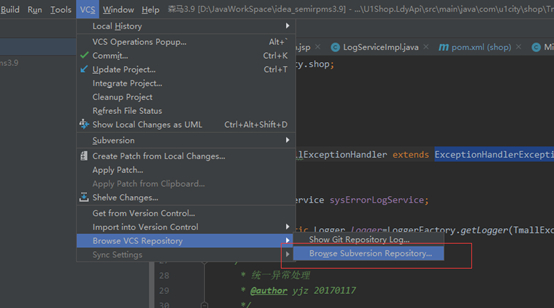 Run Tools VCS Window Help 森马3.9 [D:\JavaWorkSpace\idea_semirpms3.9] - ...\U1Shop.LdyApi\src\main\java\com\u1city\shop\Tr
Local History
VCS Operations Popup... Alt+`
a.jsp LogServiceImpl.java pom.xml (shop) Mi
Commit... Ctrl+K
ms3.9
ty.shop;
Update Project... Ctrl+T
Integrate Project...
Cleanup Project
Refresh File Status
Show Local Changes as UML Ctrl+Alt+Shift+D
Subversion
Create Patch from Local Changes...
llExceptionHandler extends ExceptionHandlerExcepti
Apply Patch...
Apply Patch from Clipboard...
Shelve Changes...
ervice sysErrorLogService;
Get from Version Control...
Import into Version Control
ic Logger logger=LoggerFactory.getLogger(TmallExc
Browse VCS Repository
Show Git Repository Log...
Sync Settings
Browse Subversion Repository...
27
28 * 统一异常处理
29 * @author yjz 20170117
30 */